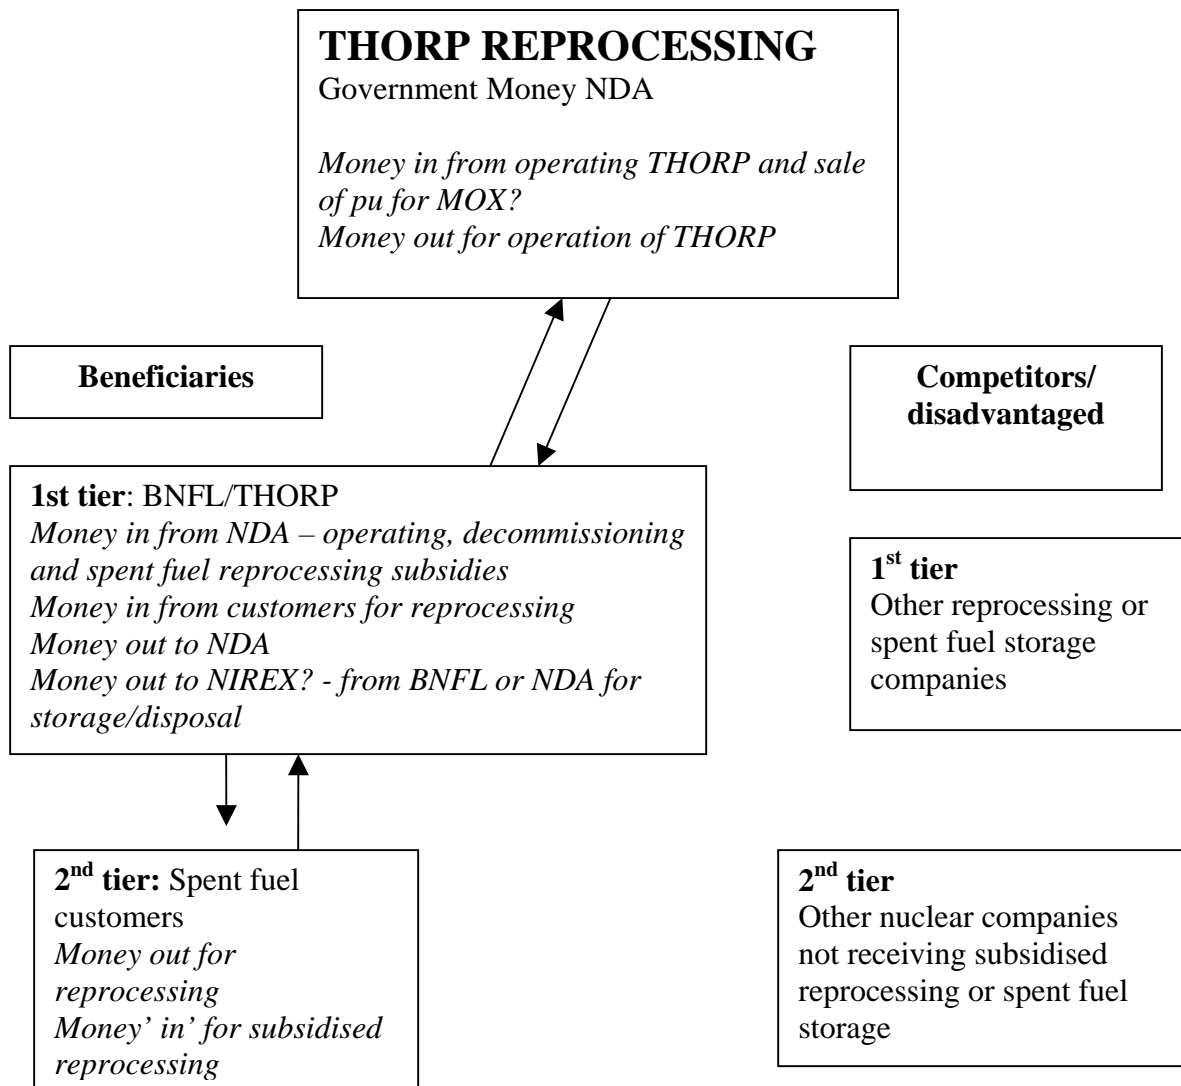 THORP REPROCESSING
Government Money NDA
Money in from operating THORP and sale
of pu for MOX?
Money out for operation of THORP
Beneficiaries
Competitors/
disadvantaged
1st tier: BNFL/THORP
Money in from NDA – operating, decommissioning
and spent fuel reprocessing subsidies
Money in from customers for reprocessing
Money out to NDA
Money out to NIREX? - from BNFL or NDA for
storage/disposal
1st tier
Other reprocessing or
spent fuel storage
companies
2nd tier: Spent fuel
customers
Money out for
reprocessing
Money’ in’ for subsidised
reprocessing
2nd tier
Other nuclear companies
not receiving subsidised
reprocessing or spent fuel
storage